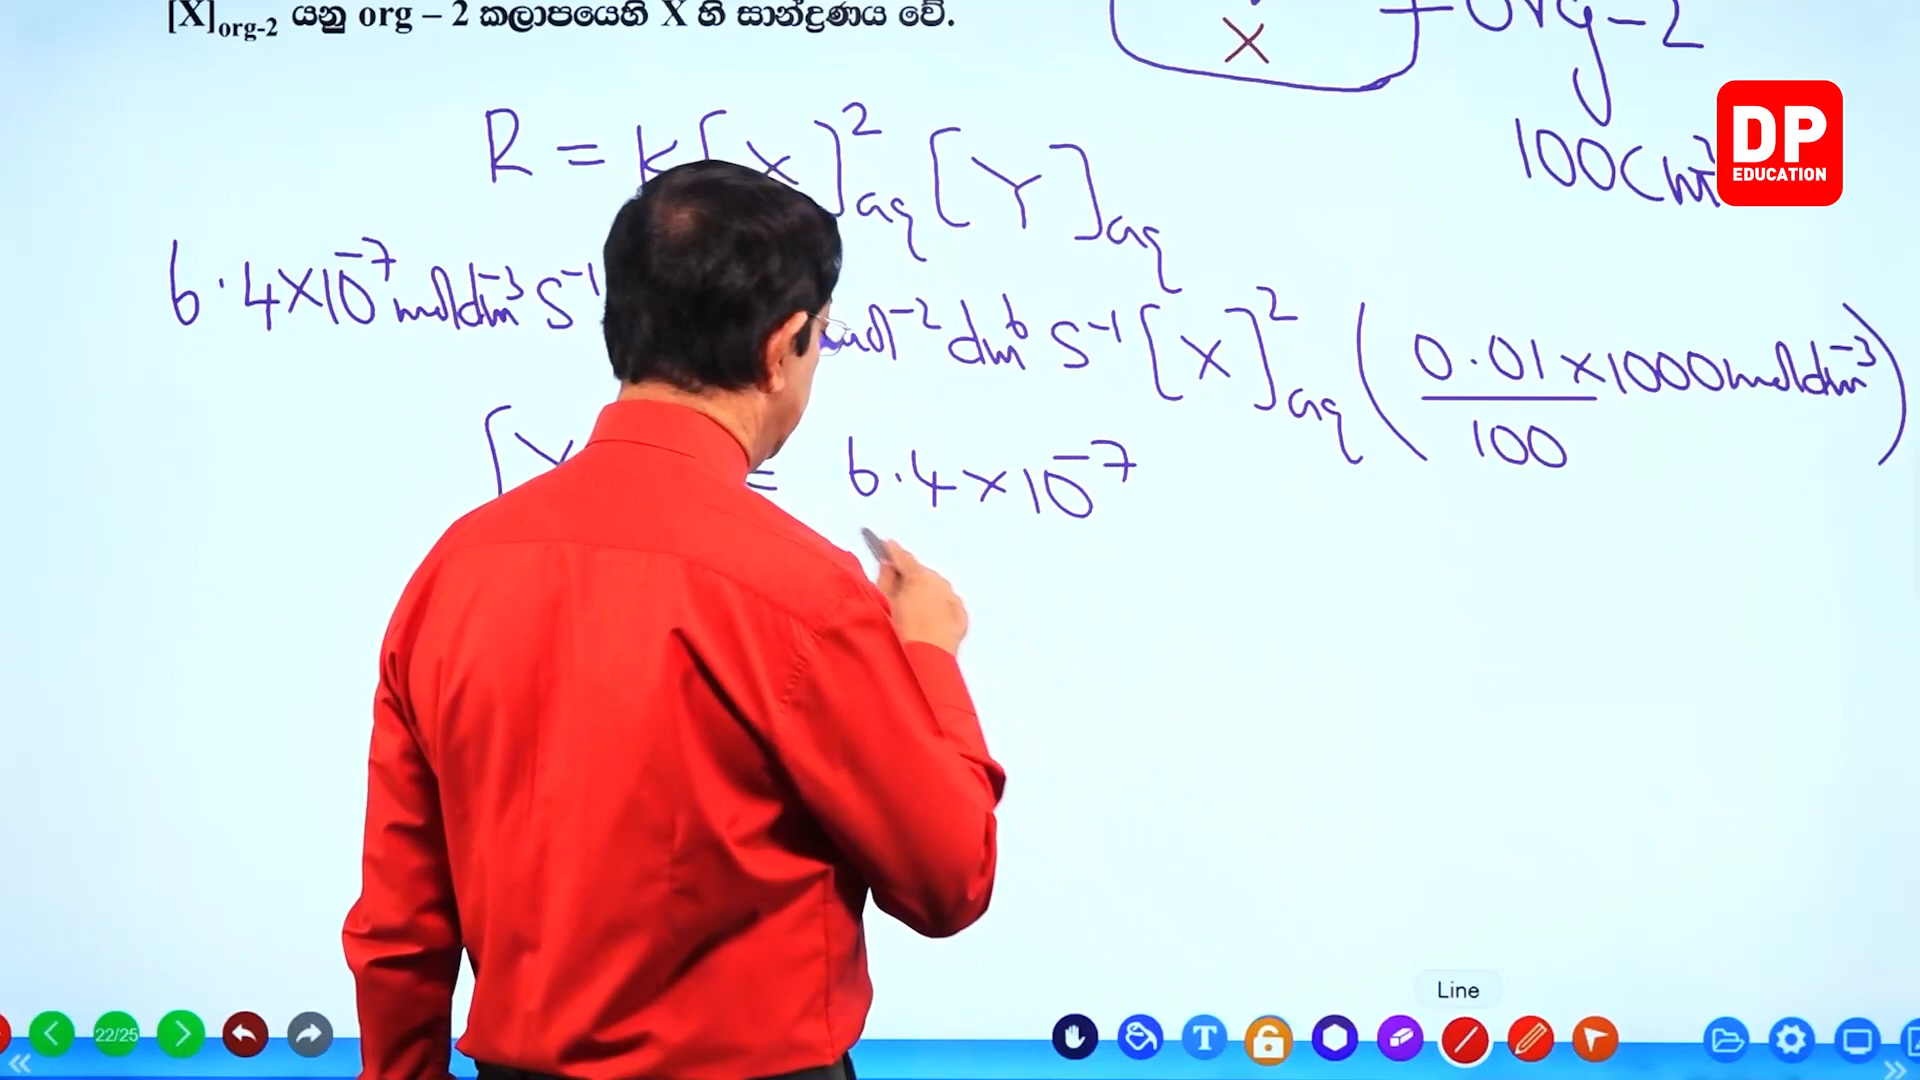 [X]org-2 යනු org – 2 කලාපයෙහි X හි සාන්ද්‍රණය වේ.
X
org-2
100cm
DP
EDUCATION
R = k[X]²aq [Y]aq
6.4×10⁻⁷ moldm⁻³ S⁻¹ mol⁻² dm⁶ S⁻¹ [X]²aq (0.01×1000 moldm⁻³)
100
= 6.4×10⁻⁷
Line
22/25
T